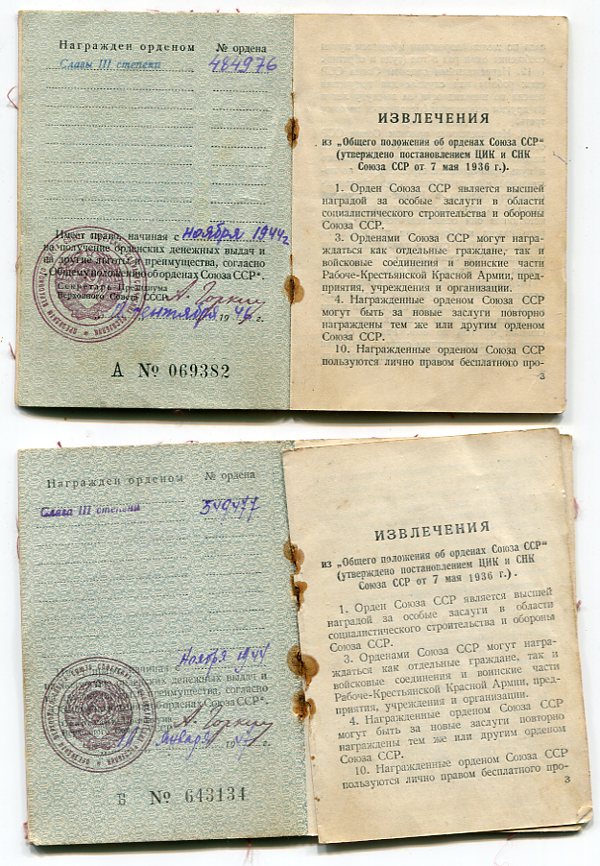 Награжден орденом № ордена
Славы III степени 484976
Имеет право, начиная с ноября 1944 г
на получение орденских денежных выдач и
на другие льготы и преимущества, согласно
„Общему положению об орденах Союза ССР“.
Секретарь Президиума
Верховного Совета СССР А. Горкин
сентября 1946 г.
А № 069382
ИЗВЛЕЧЕНИЯ
из „Общего положения об орденах Союза ССР“
(утверждено постановлением ЦИК и СНК
Союза ССР от 7 мая 1936 г.).
1. Орден Союза ССР является высшей
наградой за особые заслуги в области
социалистического строительства и обороны
Союза ССР.
3. Орденами Союза ССР могут награ-
ждаться как отдельные граждане, так и
войсковые соединения и воинские части
Рабоче-Крестьянской Красной Армии, пред-
приятия, учреждения и организации.
4. Награжденные орденом Союза ССР
могут быть за новые заслуги повторно
награждены тем же или другим орденом
Союза ССР.
10. Награжденные орденом Союза ССР
пользуются лично правом бесплатного про-
3
Награжден орденом № ордена
Слава III степени 349477
начиная с ноября 1944
денежных выдач и
преимущества, согласно
орденах Союза ССР“.
А. Горкин
января 19 г.
Б № 643134
ИЗВЛЕЧЕНИЯ
из „Общего положения об орденах Союза ССР“
(утверждено постановлением ЦИК и СНК
Союза ССР от 7 мая 1936 г.).
1. Орден Союза ССР является высшей
наградой за особые заслуги в области
социалистического строительства и обороны
Союза ССР.
3. Орденами Союза ССР могут награ-
ждаться как отдельные граждане, так и
войсковые соединения и воинские части
Рабоче-Крестьянской Красной Армии, пред-
приятия, учреждения и организации.
4. Награжденные орденом Союза ССР
могут быть за новые заслуги повторно
награждены тем же или другим орденом
Союза ССР.
10. Награжденные орденом Союза ССР
пользуются лично правом бесплатного про-
3